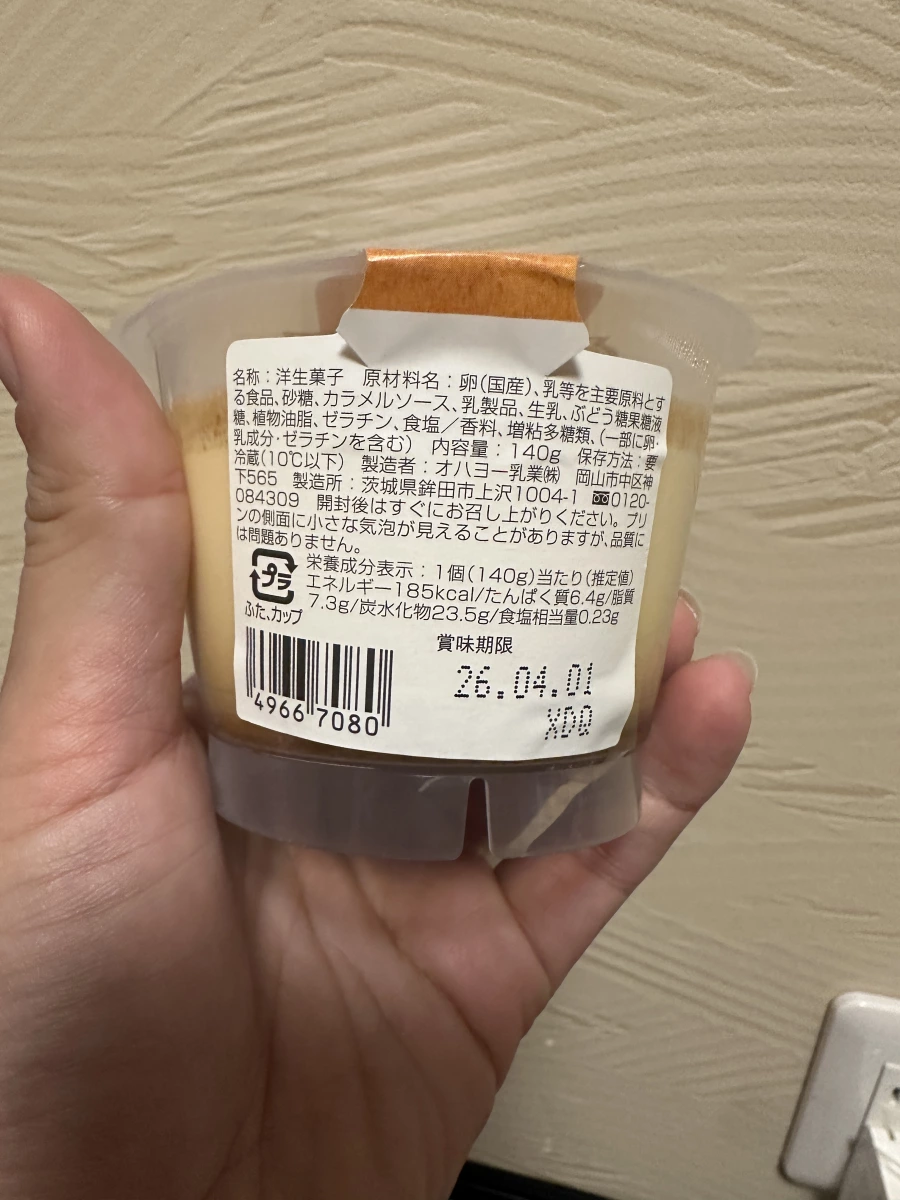 名称：洋生菓子　原材料名：卵(国産)、乳等を主要原料とす
る食品、砂糖、カラメルソース、乳製品、生乳、ぶどう糖果糖液
糖、植物油脂、ゼラチン、食塩／香料、増粘多糖類、(一部に卵・
乳成分・ゼラチンを含む)　内容量：140g　保存方法：要
冷蔵(10℃以下)　製造者：オハヨー乳業㈱　岡山市中区神
下565　製造所：茨城県鉾田市上沢1004-1　0120-
084309　開封後はすぐにお召し上がりください。プリ
ンの側面に小さな気泡が見えることがありますが、品質に
は問題ありません。
プラ
ふた、カップ
栄養成分表示：1個(140g)当たり(推定値)
エネルギー185kcal/たんぱく質6.4g/脂質
7.3g/炭水化物23.5g/食塩相当量0.23g
賞味期限
26.04.01
XDQ
4966 7080